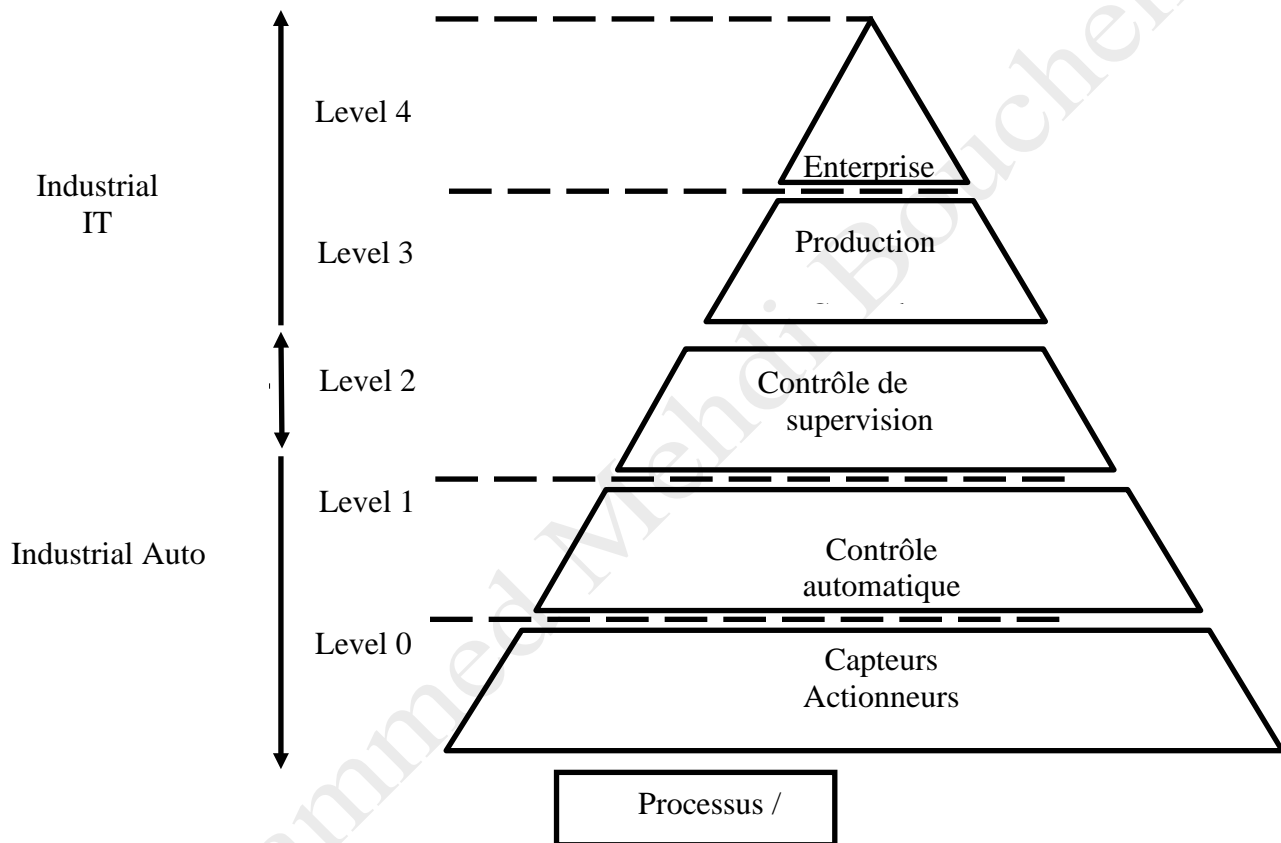 Level 4
Enterprise
Industrial
IT
Level 3
Production
Level 2
Contrôle de
supervision
Level 1
Industrial Auto
Contrôle
automatique
Level 0
Capteurs
Actionneurs
Processus /
Mehdi